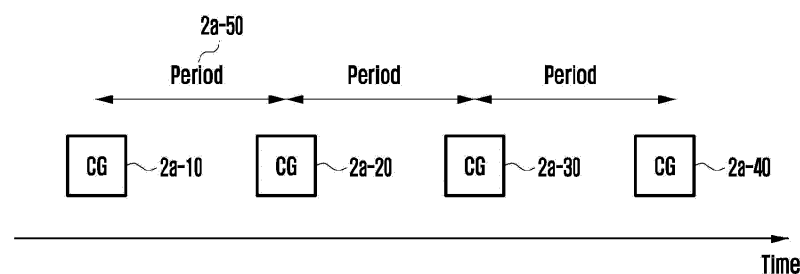 2a-50
Period Period Period
CG 2a-10 CG 2a-20 CG 2a-30 CG 2a-40
Time